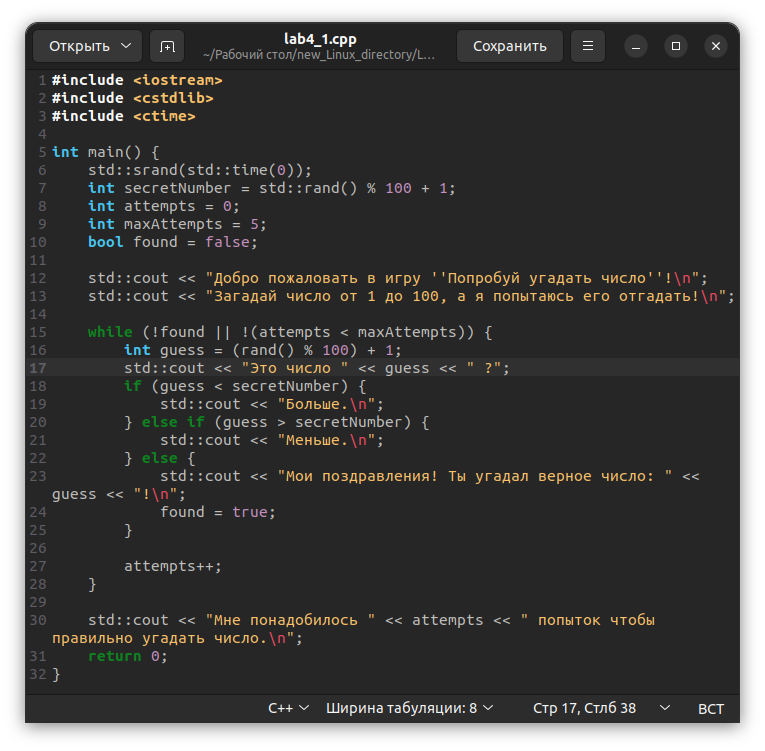 Открыть
lab4_1.cpp
~/Рабочий стол/new_Linux_directory/L...
Сохранить
1 #include <iostream>
2 #include <cstdlib>
3 #include <ctime>
4
5 int main() {
6     std::srand(std::time(0));
7     int secretNumber = std::rand() % 100 + 1;
8     int attempts = 0;
9     int maxAttempts = 5;
10     bool found = false;
11
12     std::cout << "Добро пожаловать в игру ''Попробуй угадать число''!\n";
13     std::cout << "Загадай число от 1 до 100, а я попытаюсь его отгадать!\n";
14
15     while (!found || !(attempts < maxAttempts)) {
16         int guess = (rand() % 100) + 1;
17         std::cout << "Это число " << guess << " ?";
18         if (guess < secretNumber) {
19             std::cout << "Больше.\n";
20         } else if (guess > secretNumber) {
21             std::cout << "Меньше.\n";
22         } else {
23             std::cout << "Мои поздравления! Ты угадал верное число: " <<
guess << "!\n";
24             found = true;
25         }
26
27         attempts++;
28     }
29
30     std::cout << "Мне понадобилось " << attempts << " попыток чтобы
правильно угадать число.\n";
31     return 0;
32 }
C++ Ширина табуляции: 8 Стр 17, Стлб 38 ВСТ